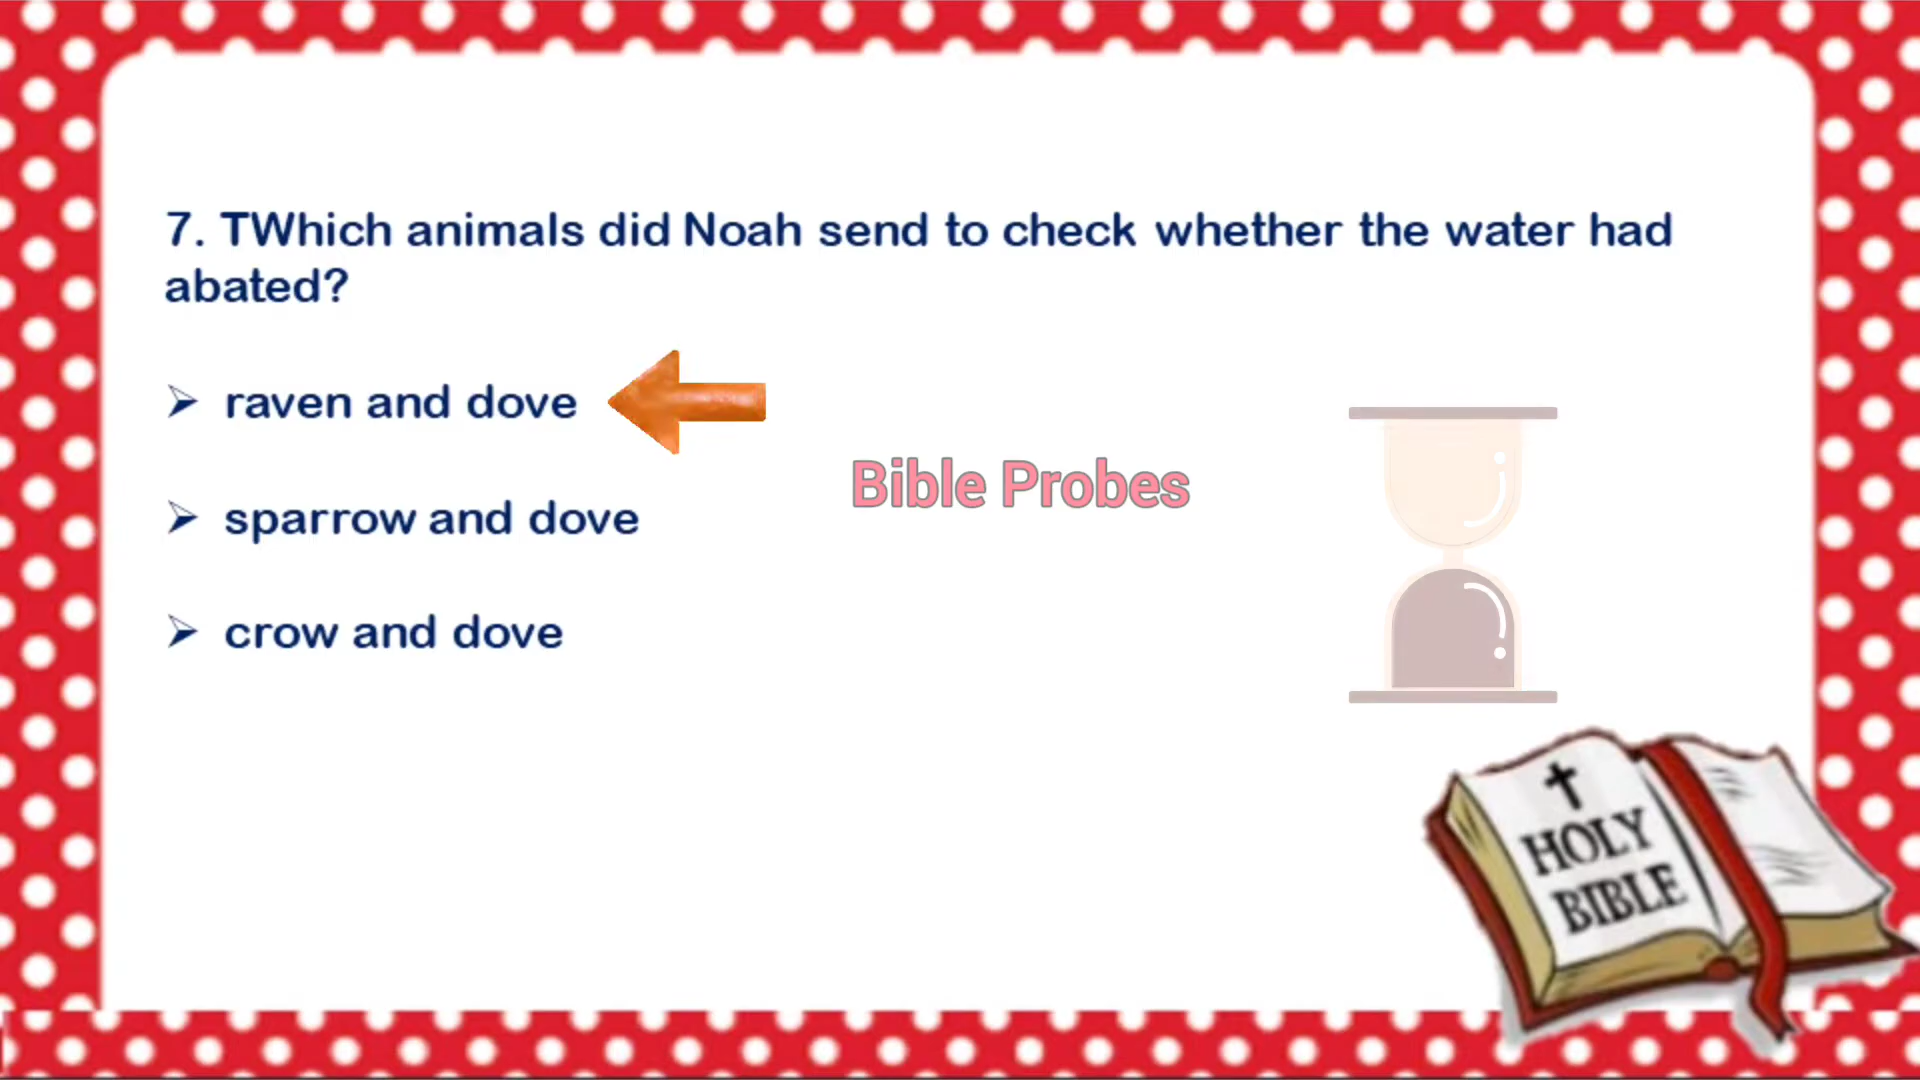 7. TWhich animals did Noah send to check whether the water had
abated?
➢ raven and dove
➢ sparrow and dove
➢ crow and dove
Bible Probes
HOLY
BIBLE